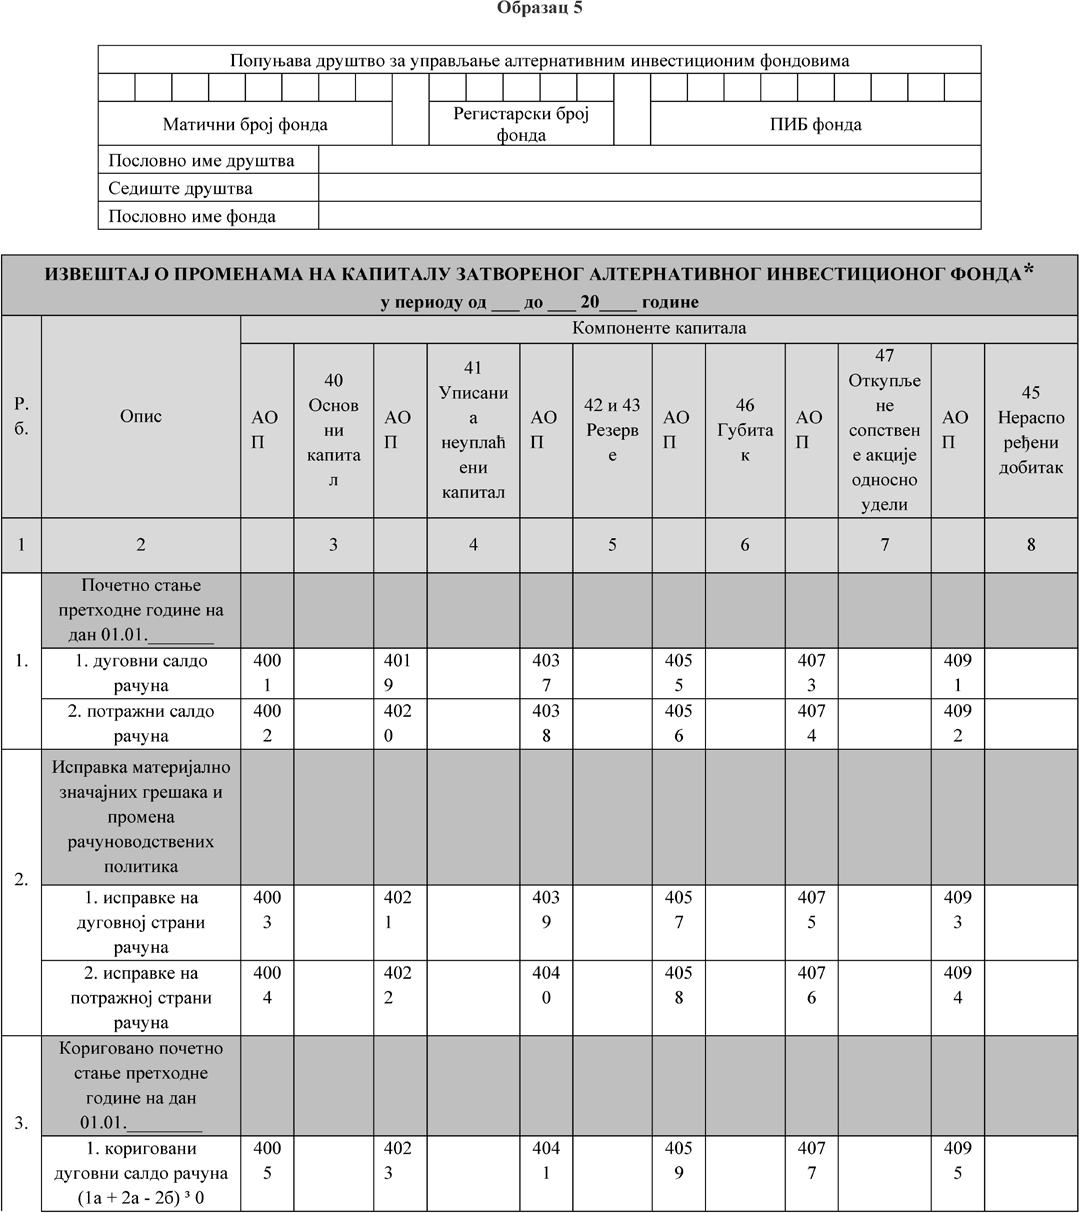 Образац 5
Попуњава друштво за управљање алтернативним инвестиционим фондовима
Матични број фонда
Регистарски број
фонда
ПИБ фонда
Пословно име друштва
Седиште друштва
Пословно име фонда
ИЗВЕШТАЈ О ПРОМЕНАМА НА КАПИТАЛУ ЗАТВОРЕНОГ АЛТЕРНАТИВНОГ ИНВЕСТИЦИОНОГ ФОНДА*
у периоду од ___ до ___ 20____ године
Р.
б.
Опис
Компоненте капитала
АО
П
40
Основ
ни
капита
л
АО
П
41
Уписани
а
неуплаћ
ени
капитал
АО
П
42 и 43
Резерв
е
АО
П
46
Губита
к
АО
П
47
Откупље
не
сопствен
е акције
односно
удели
АО
П
45
Нераспо
ређени
добитак
1 2 3 4 5 6 7 8
1.
Почетно стање
претходне године на
дан 01.01._______
1. дуговни салдо 400 401 403 405 407 409
рачуна 1 9 7 5 3 1
2. потражни салдо 400 402 403 405 407 409
рачуна 2 0 8 6 4 2
2.
Исправка материјално
значајних грешака и
промена
рачуноводствених
политика
1. исправке на 400 402 403 405 407 409
дуговној страни 3 1 9 7 5 3
рачуна
2. исправке на 400 402 404 405 407 409
потражној страни 4 2 0 8 6 4
рачуна
3.
Кориговано почетно
стање претходне
године на дан
01.01.________
1. кориговани 400 402 404 405 407 409
дуговни салдо рачуна 5 3 1 9 7 5
(1а + 2а - 2б) ³ 0